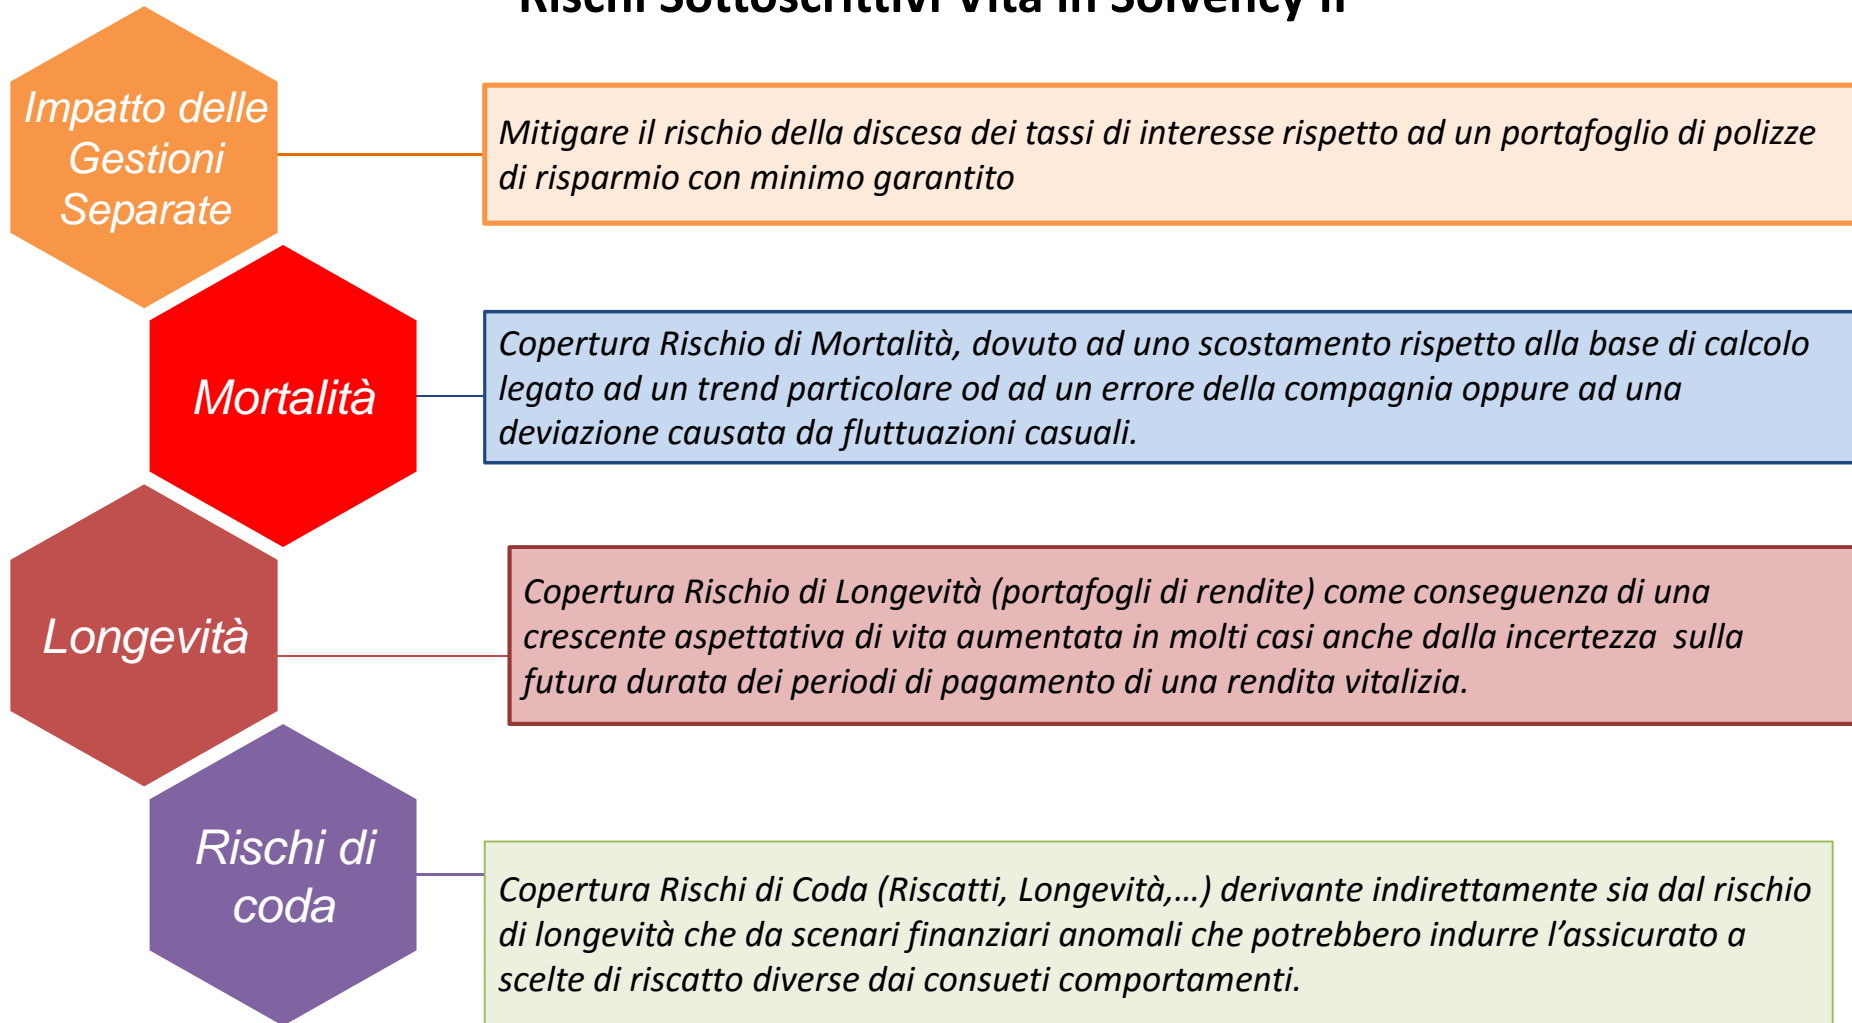 Rischi Sottoscrittivi Vita in Solvency II
Impatto delle
Gestioni
Separate
Mitigare il rischio della discesa dei tassi di interesse rispetto ad un portafoglio di polizze
di risparmio con minimo garantito
Mortalità
Copertura Rischio di Mortalità, dovuto ad uno scostamento rispetto alla base di calcolo
legato ad un trend particolare od ad un errore della compagnia oppure ad una
deviazione causata da fluttuazioni casuali.
Longevità
Copertura Rischio di Longevità (portafogli di rendite) come conseguenza di una
crescente aspettativa di vita aumentata in molti casi anche dalla incertezza  sulla
futura durata dei periodi di pagamento di una rendita vitalizia.
Rischi di
coda
Copertura Rischi di Coda (Riscatti, Longevità,…) derivante indirettamente sia dal rischio
di longevità che da scenari finanziari anomali che potrebbero indurre l’assicurato a
scelte di riscatto diverse dai consueti comportamenti.